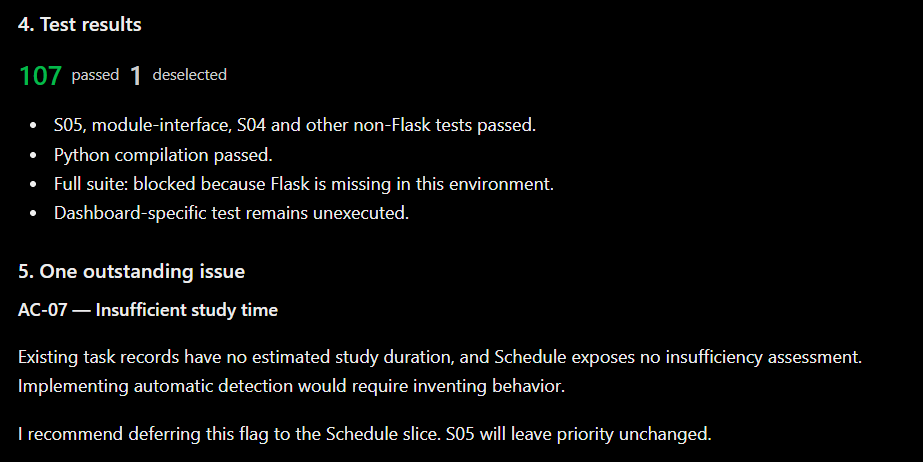 4. Test results
107 passed 1 deselected
• S05, module-interface, S04 and other non-Flask tests passed.
• Python compilation passed.
• Full suite: blocked because Flask is missing in this environment.
• Dashboard-specific test remains unexecuted.
5. One outstanding issue
AC-07 — Insufficient study time
Existing task records have no estimated study duration, and Schedule exposes no insufficiency assessment.
Implementing automatic detection would require inventing behavior.
I recommend deferring this flag to the Schedule slice. S05 will leave priority unchanged.